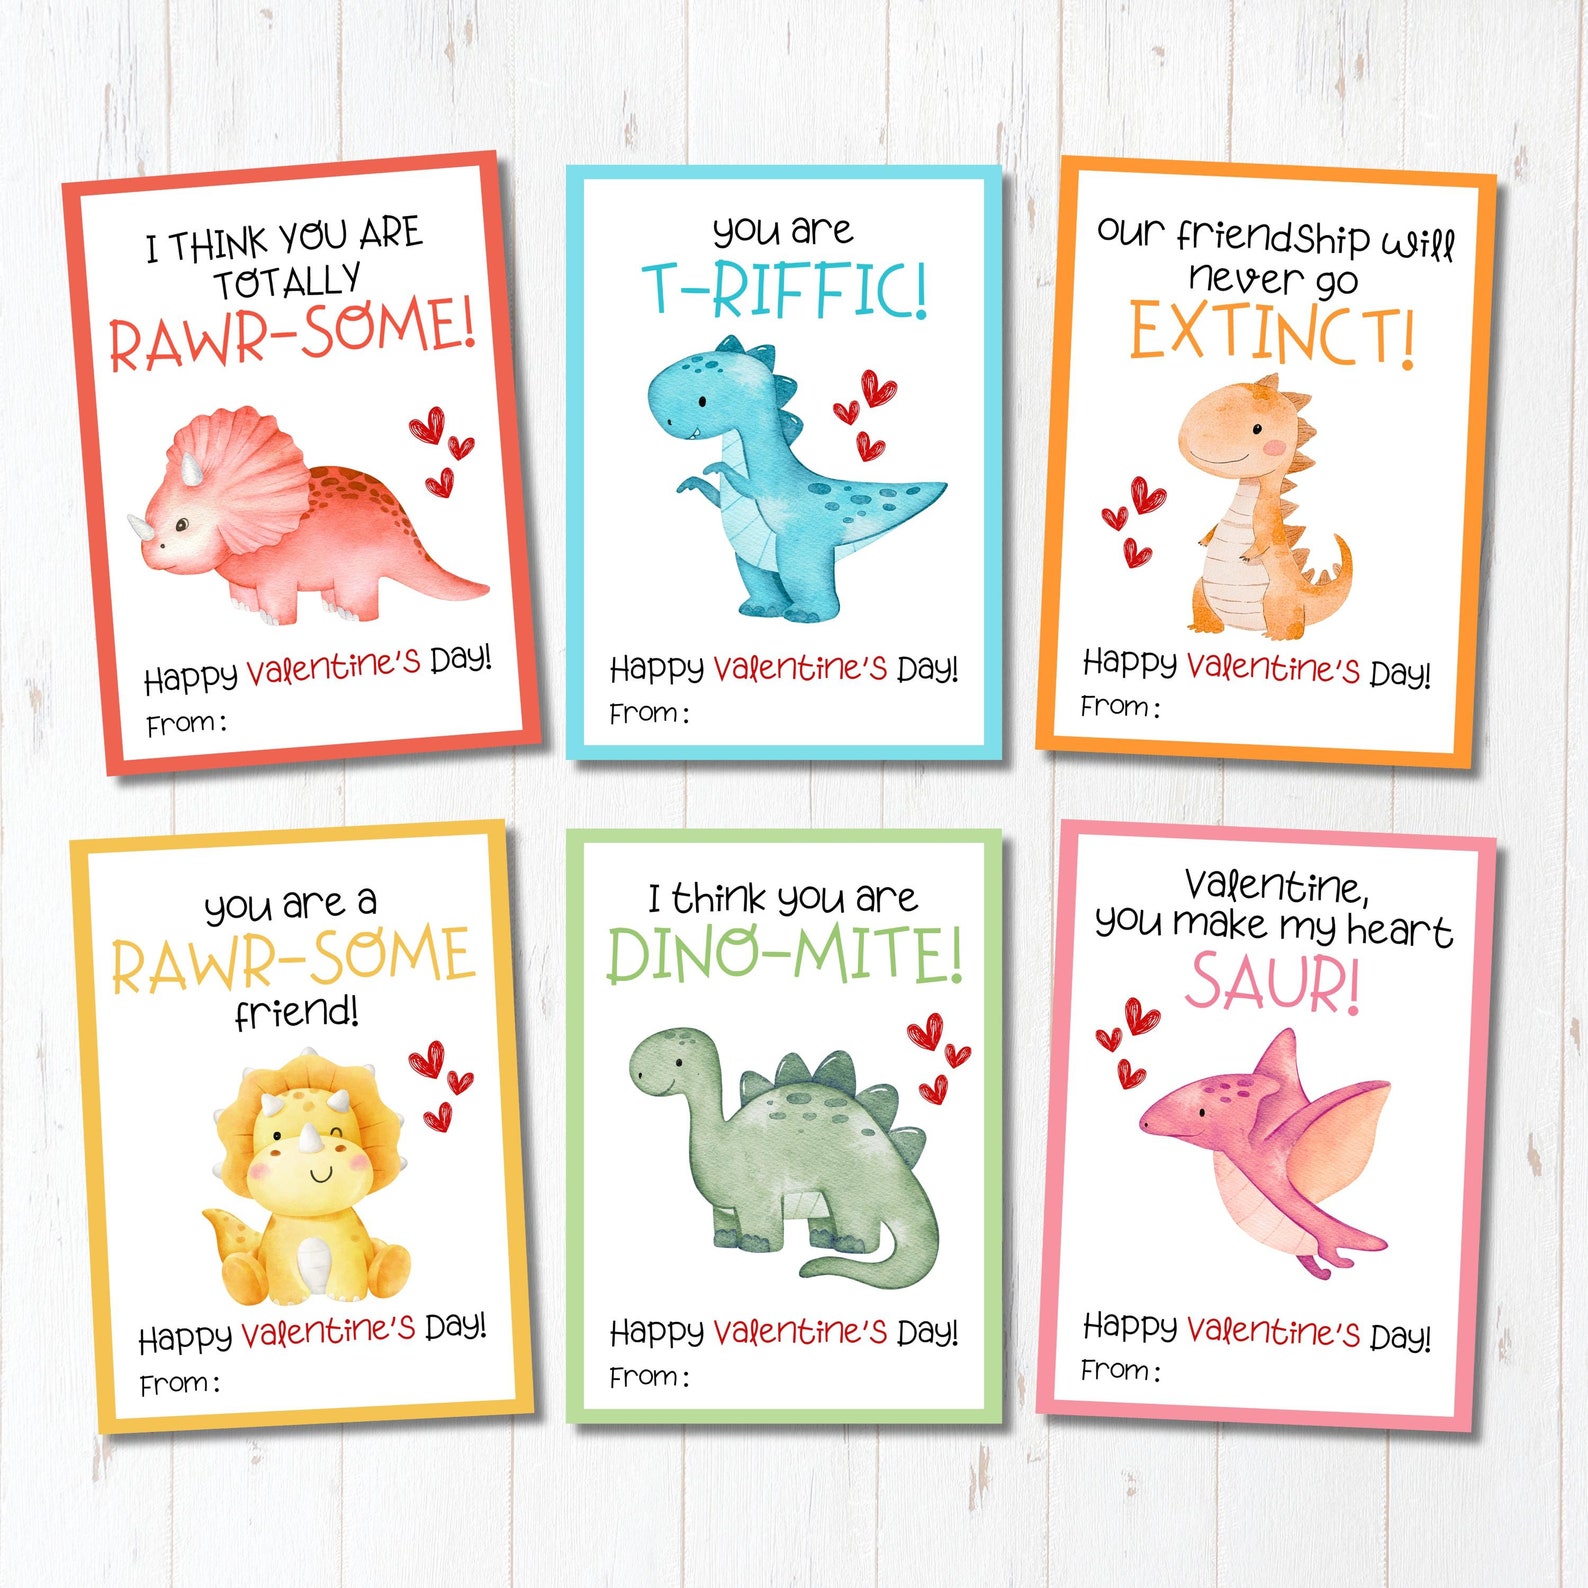 I THINK YOU ARE
TOTALLY
RAWR-SOME!
Happy Valentine's Day!
From:
you are
T-RIFFIC!
Happy Valentine's Day!
From:
our friendship will
never go
EXTINCT!
Happy Valentine's Day!
From:
you are a
RAWR-SOME
friend!
Happy Valentine's Day!
From:
I think you are
DINO-MITE!
Happy Valentine's Day!
From:
Valentine,
you make my heart
SAUR!
Happy Valentine's Day!
From: